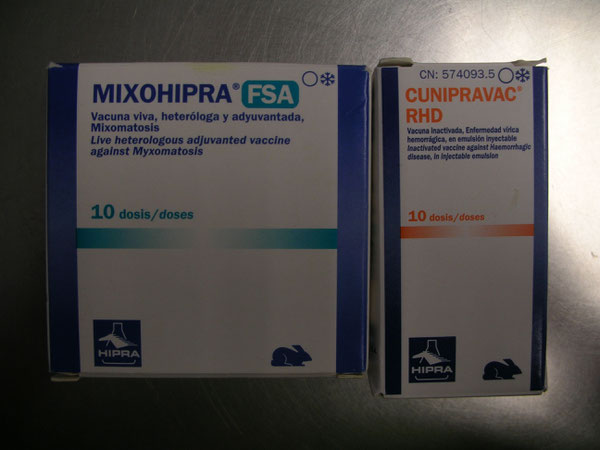 MIXOHIPRA® FSA
Vacuna viva, heteróloga y adyuvantada,
Mixomatosis
Live heterologous adjuvanted vaccine
against Myxomatosis
10 dosis/doses
HIPRA
CN: 574093.5
CUNIPRAVAC®
RHD
Vacuna inactivada, Enfermedad vírica
hemorrágica, en emulsión inyectable
Inactivated vaccine against Haemorrhagic
disease, in injectable emulsion
10 dosis/doses
HIPRA